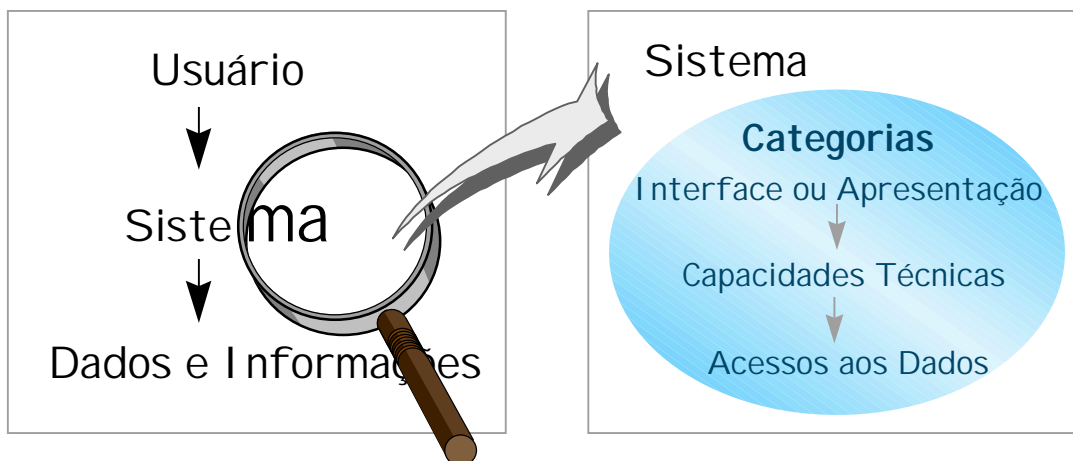 Usuário
Sistema
Dados e Informações
Sistema
Categorias
Interface ou Apresentação
Capacidades Técnicas
Acessos aos Dados